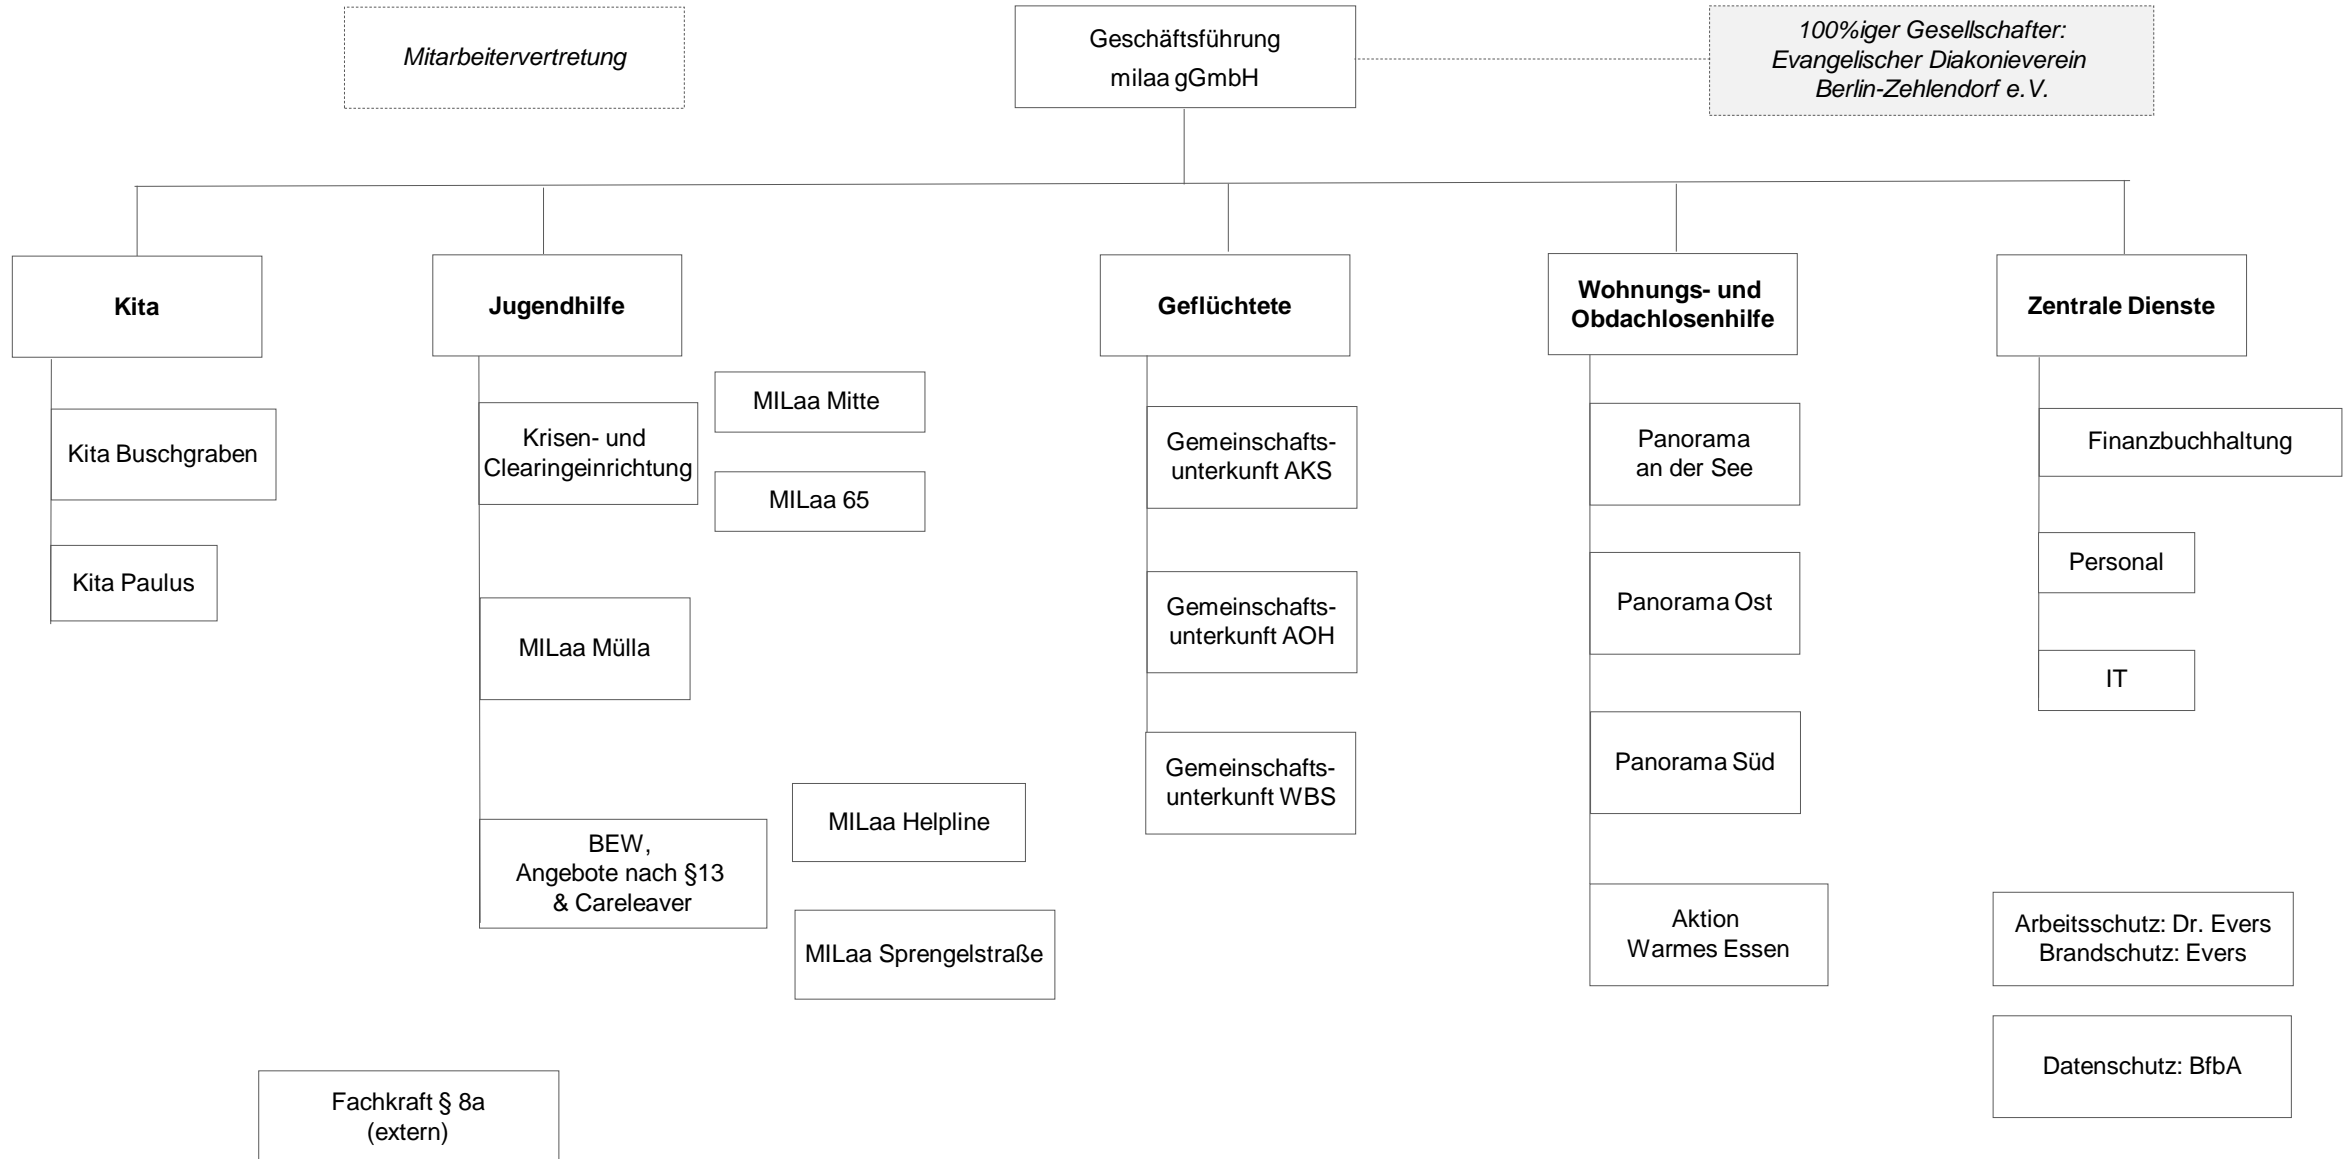 Mitarbeitervertretung
Geschäftsführung
milaa gGmbH
100%iger Gesellschafter:
Evangelischer Diakonieverein
Berlin-Zehlendorf e.V.
Kita
Kita Buschgraben
Kita Paulus
Jugendhilfe
Krisen- und
Clearingeinrichtung
MILaa Mitte
MILaa 65
MILaa Mülla
BEW,
Angebote nach §13
& Careleaver
MILaa Helpline
MILaa Sprengelstraße
Geflüchtete
Gemeinschafts-
unterkunft AKS
Gemeinschafts-
unterkunft AOH
Gemeinschafts-
unterkunft WBS
Wohnungs- und
Obdachlosenhilfe
Panorama
an der See
Panorama Ost
Panorama Süd
Aktion
Warmes Essen
Zentrale Dienste
Finanzbuchhaltung
Personal
IT
Arbeitsschutz: Dr. Evers
Brandschutz: Evers
Datenschutz: BfbA
Fachkraft § 8a
(extern)